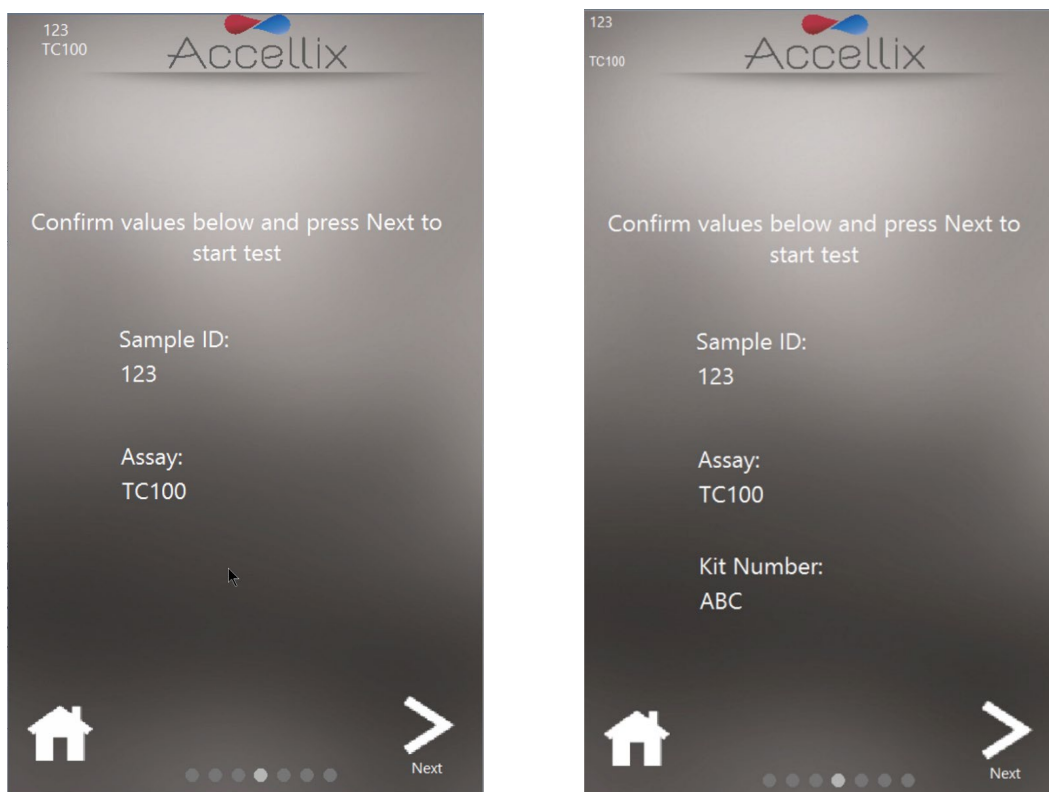 123
TC100
Accellix
Confirm values below and press Next to
start test
Sample ID:
123
Assay:
TC100
Next
123
TC100
Accellix
Confirm values below and press Next to
start test
Sample ID:
123
Assay:
TC100
Kit Number:
ABC
Next